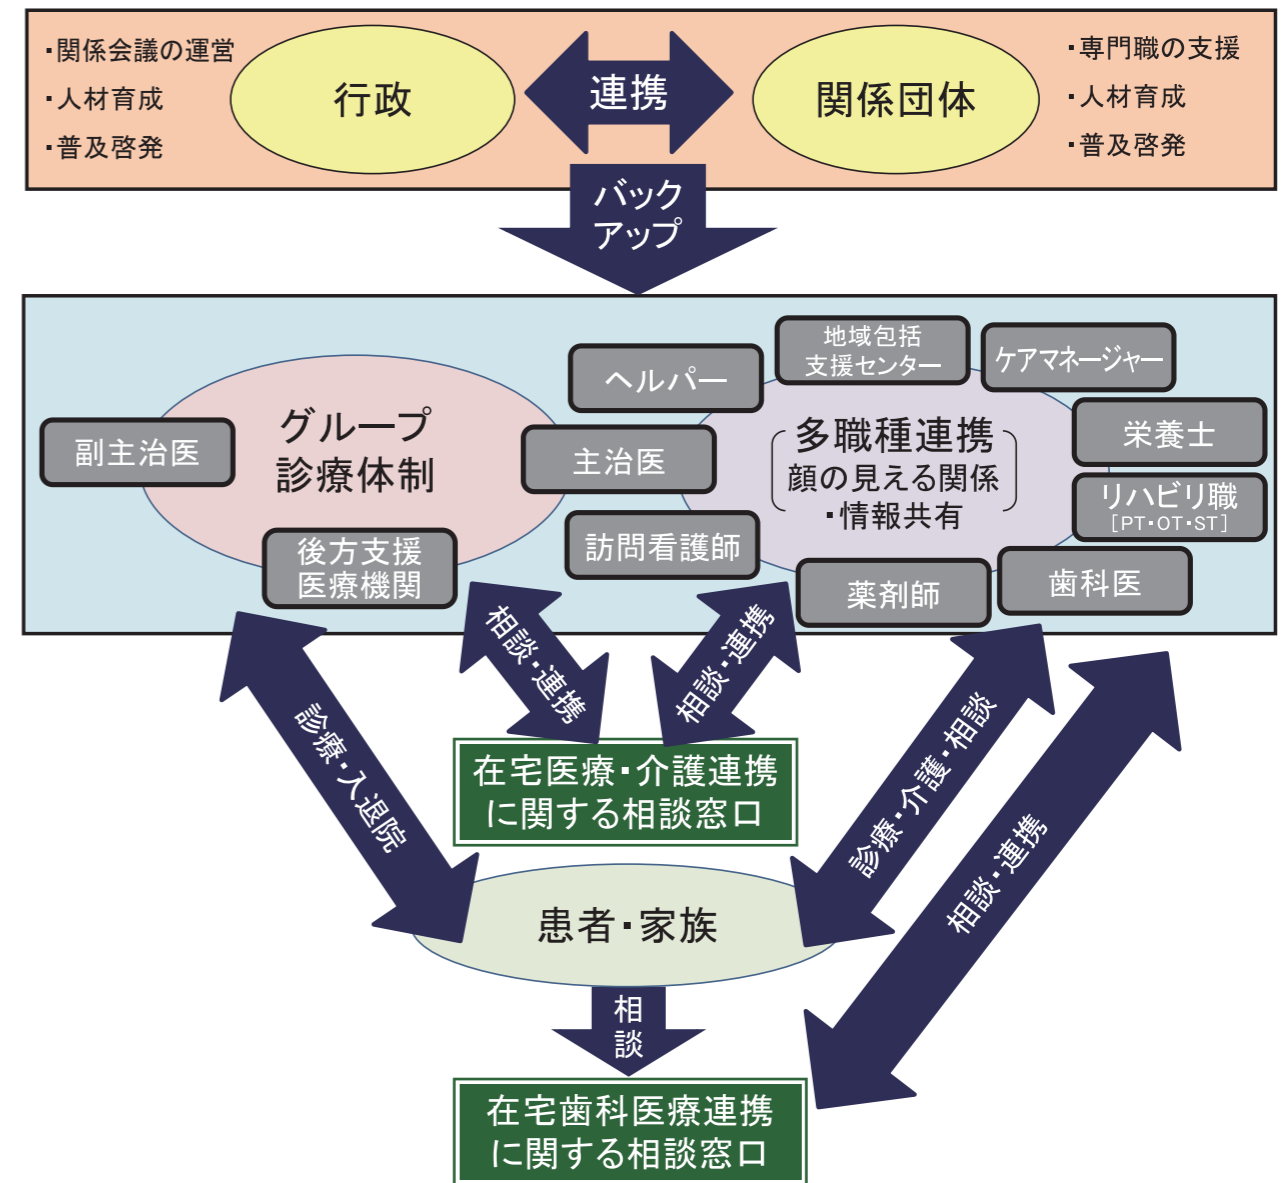 ・関係会議の運営
・人材育成
・普及啓発
行政
連携
関係団体
・専門職の支援
・人材育成
・普及啓発
バック
アップ
グループ
診療体制
副主治医
後方支援
医療機関
主治医
ヘルパー
訪問看護師
地域包括
支援センター
ケアマネージャー
多職種連携
顔の見える関係
・情報共有
栄養士
リハビリ職
[PT・OT・ST]
歯科医
薬剤師
相談・連携
相談・連携
診療・入退院
診療・介護・相談
相談・連携
在宅医療・介護連携
に関する相談窓口
患者・家族
相
談
在宅歯科医療連携
に関する相談窓口